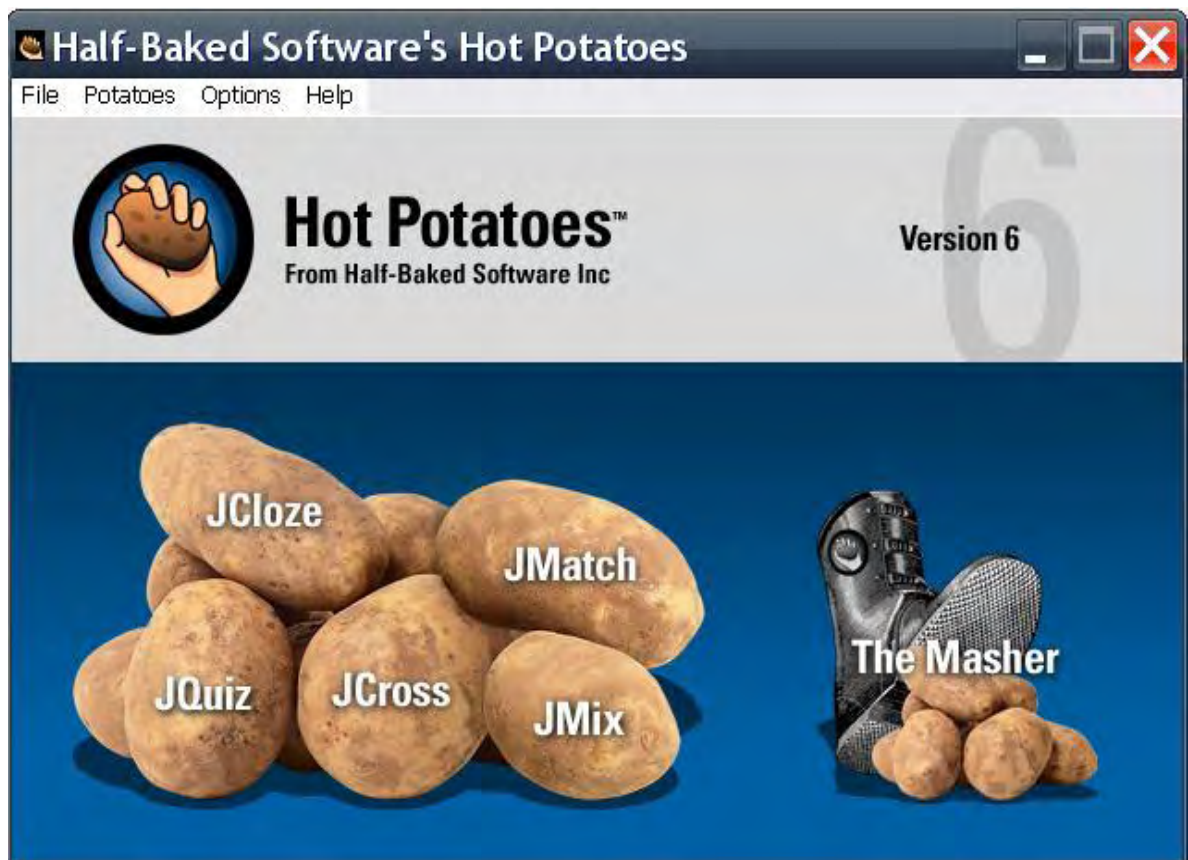 Half-Baked Software's Hot Potatoes
File Potatoes Options Help
Hot Potatoes™
From Half-Baked Software Inc
6
Version 6
JCloze
JMatch
JQuiz
JCross
JMix
The Masher